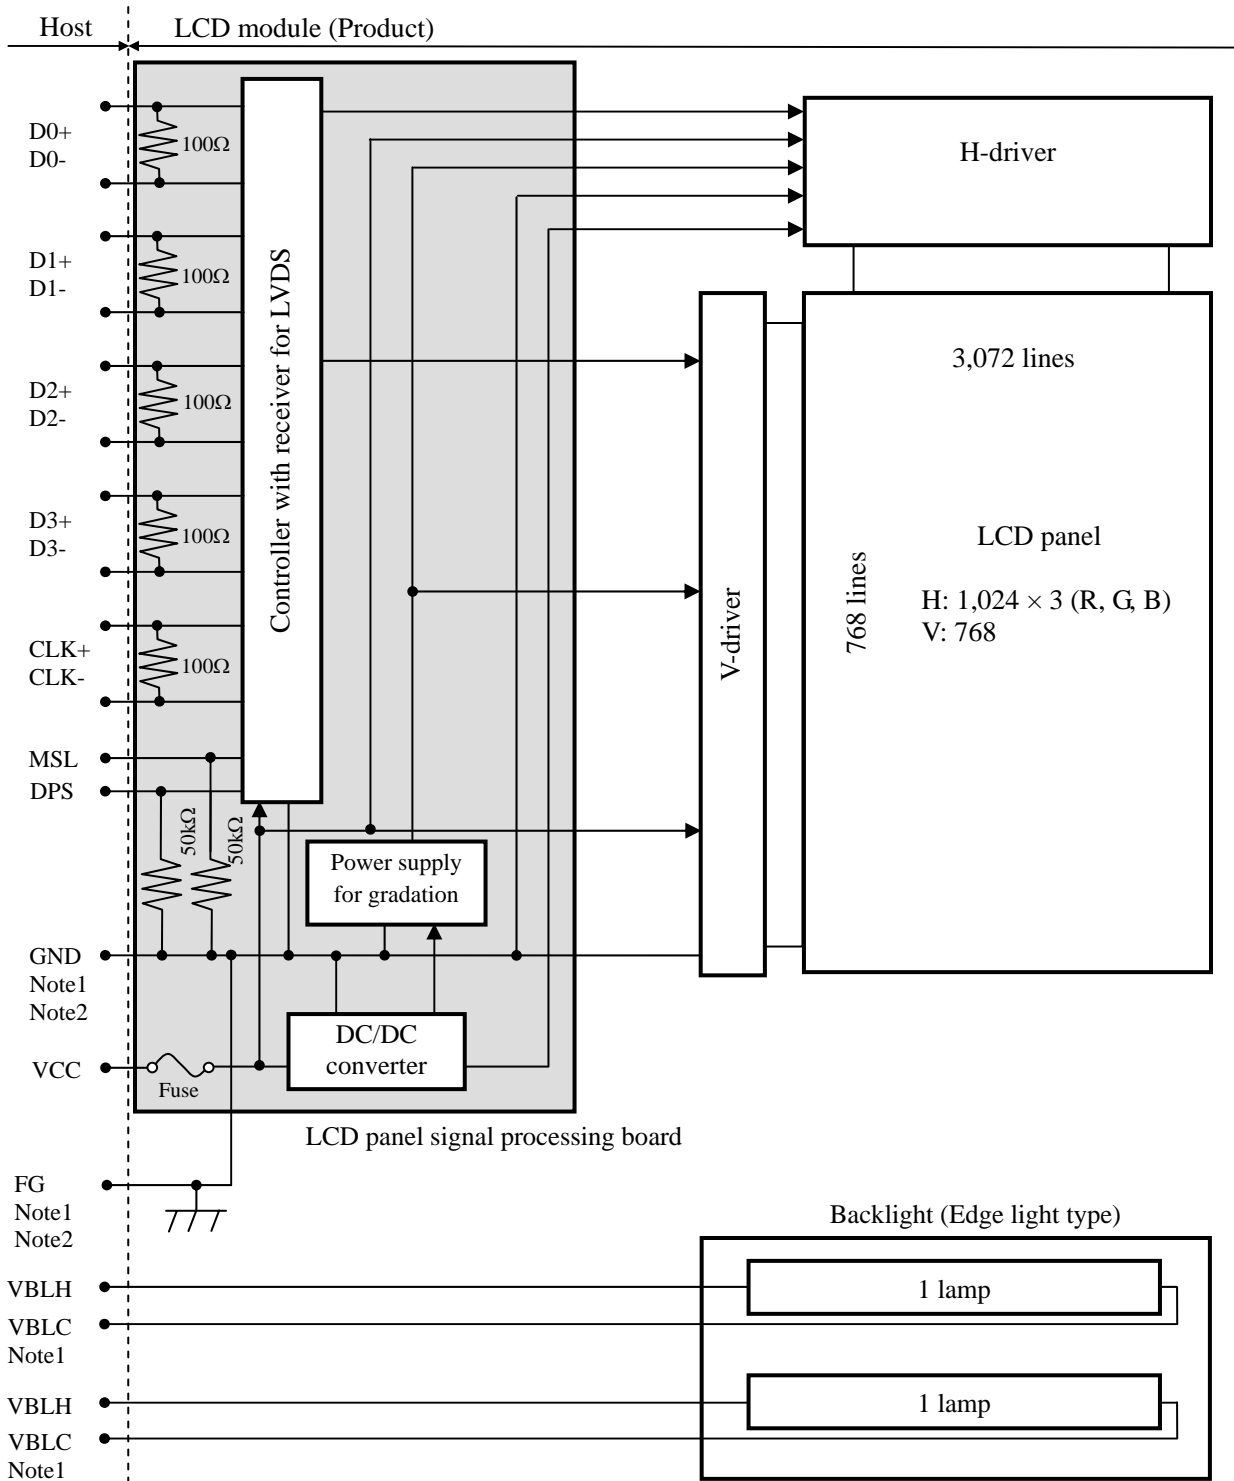 Host
LCD module (Product)
D0+
D0-
100Ω
D1+
D1-
100Ω
D2+
D2-
100Ω
D3+
D3-
100Ω
CLK+
CLK-
100Ω
MSL
DPS
50kΩ
50kΩ
Controller with receiver for LVDS
H-driver
V-driver
3,072 lines
768 lines
LCD panel
H: 1,024 × 3 (R, G, B)
V: 768
Power supply
for gradation
GND
Note1
Note2
DC/DC
converter
VCC
Fuse
LCD panel signal processing board
FG
Note1
Note2
Backlight (Edge light type)
VBLH
1 lamp
VBLC
Note1
VBLH
1 lamp
VBLC
Note1